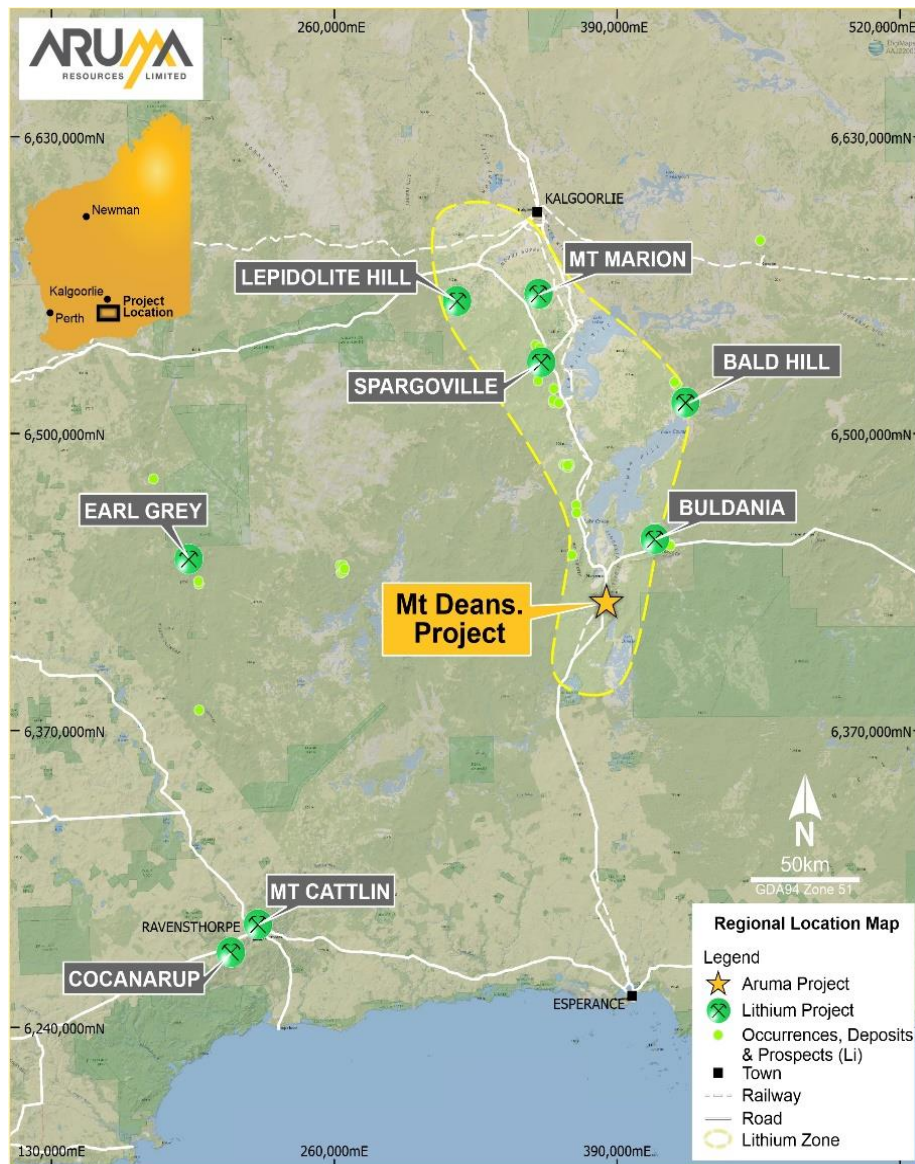 ARUMA
RESOURCES LIMITED
260,000mE
390,000mE
520,000mE
6,630,000mN
6,630,000mN
Newman
Kalgoorlie
Perth
Project
Location
KALGOORLIE
LEPIDOLITE HILL
MT MARION
SPARGOVILLE
BALD HILL
6,500,000mN
6,500,000mN
EARL GREY
BULDANIA
Mt Deans.
Project
6,370,000mN
6,370,000mN
N
50km
GDA94 Zone 51
MT CATTLIN
RAVENSTHORPE
COCANARUP
ESPERANCE
6,240,000mN
Regional Location Map
Legend
Aruma Project
Lithium Project
Occurrences, Deposits
& Prospects (Li)
Town
Railway
Road
Lithium Zone
130,000mE
260,000mE
390,000mE